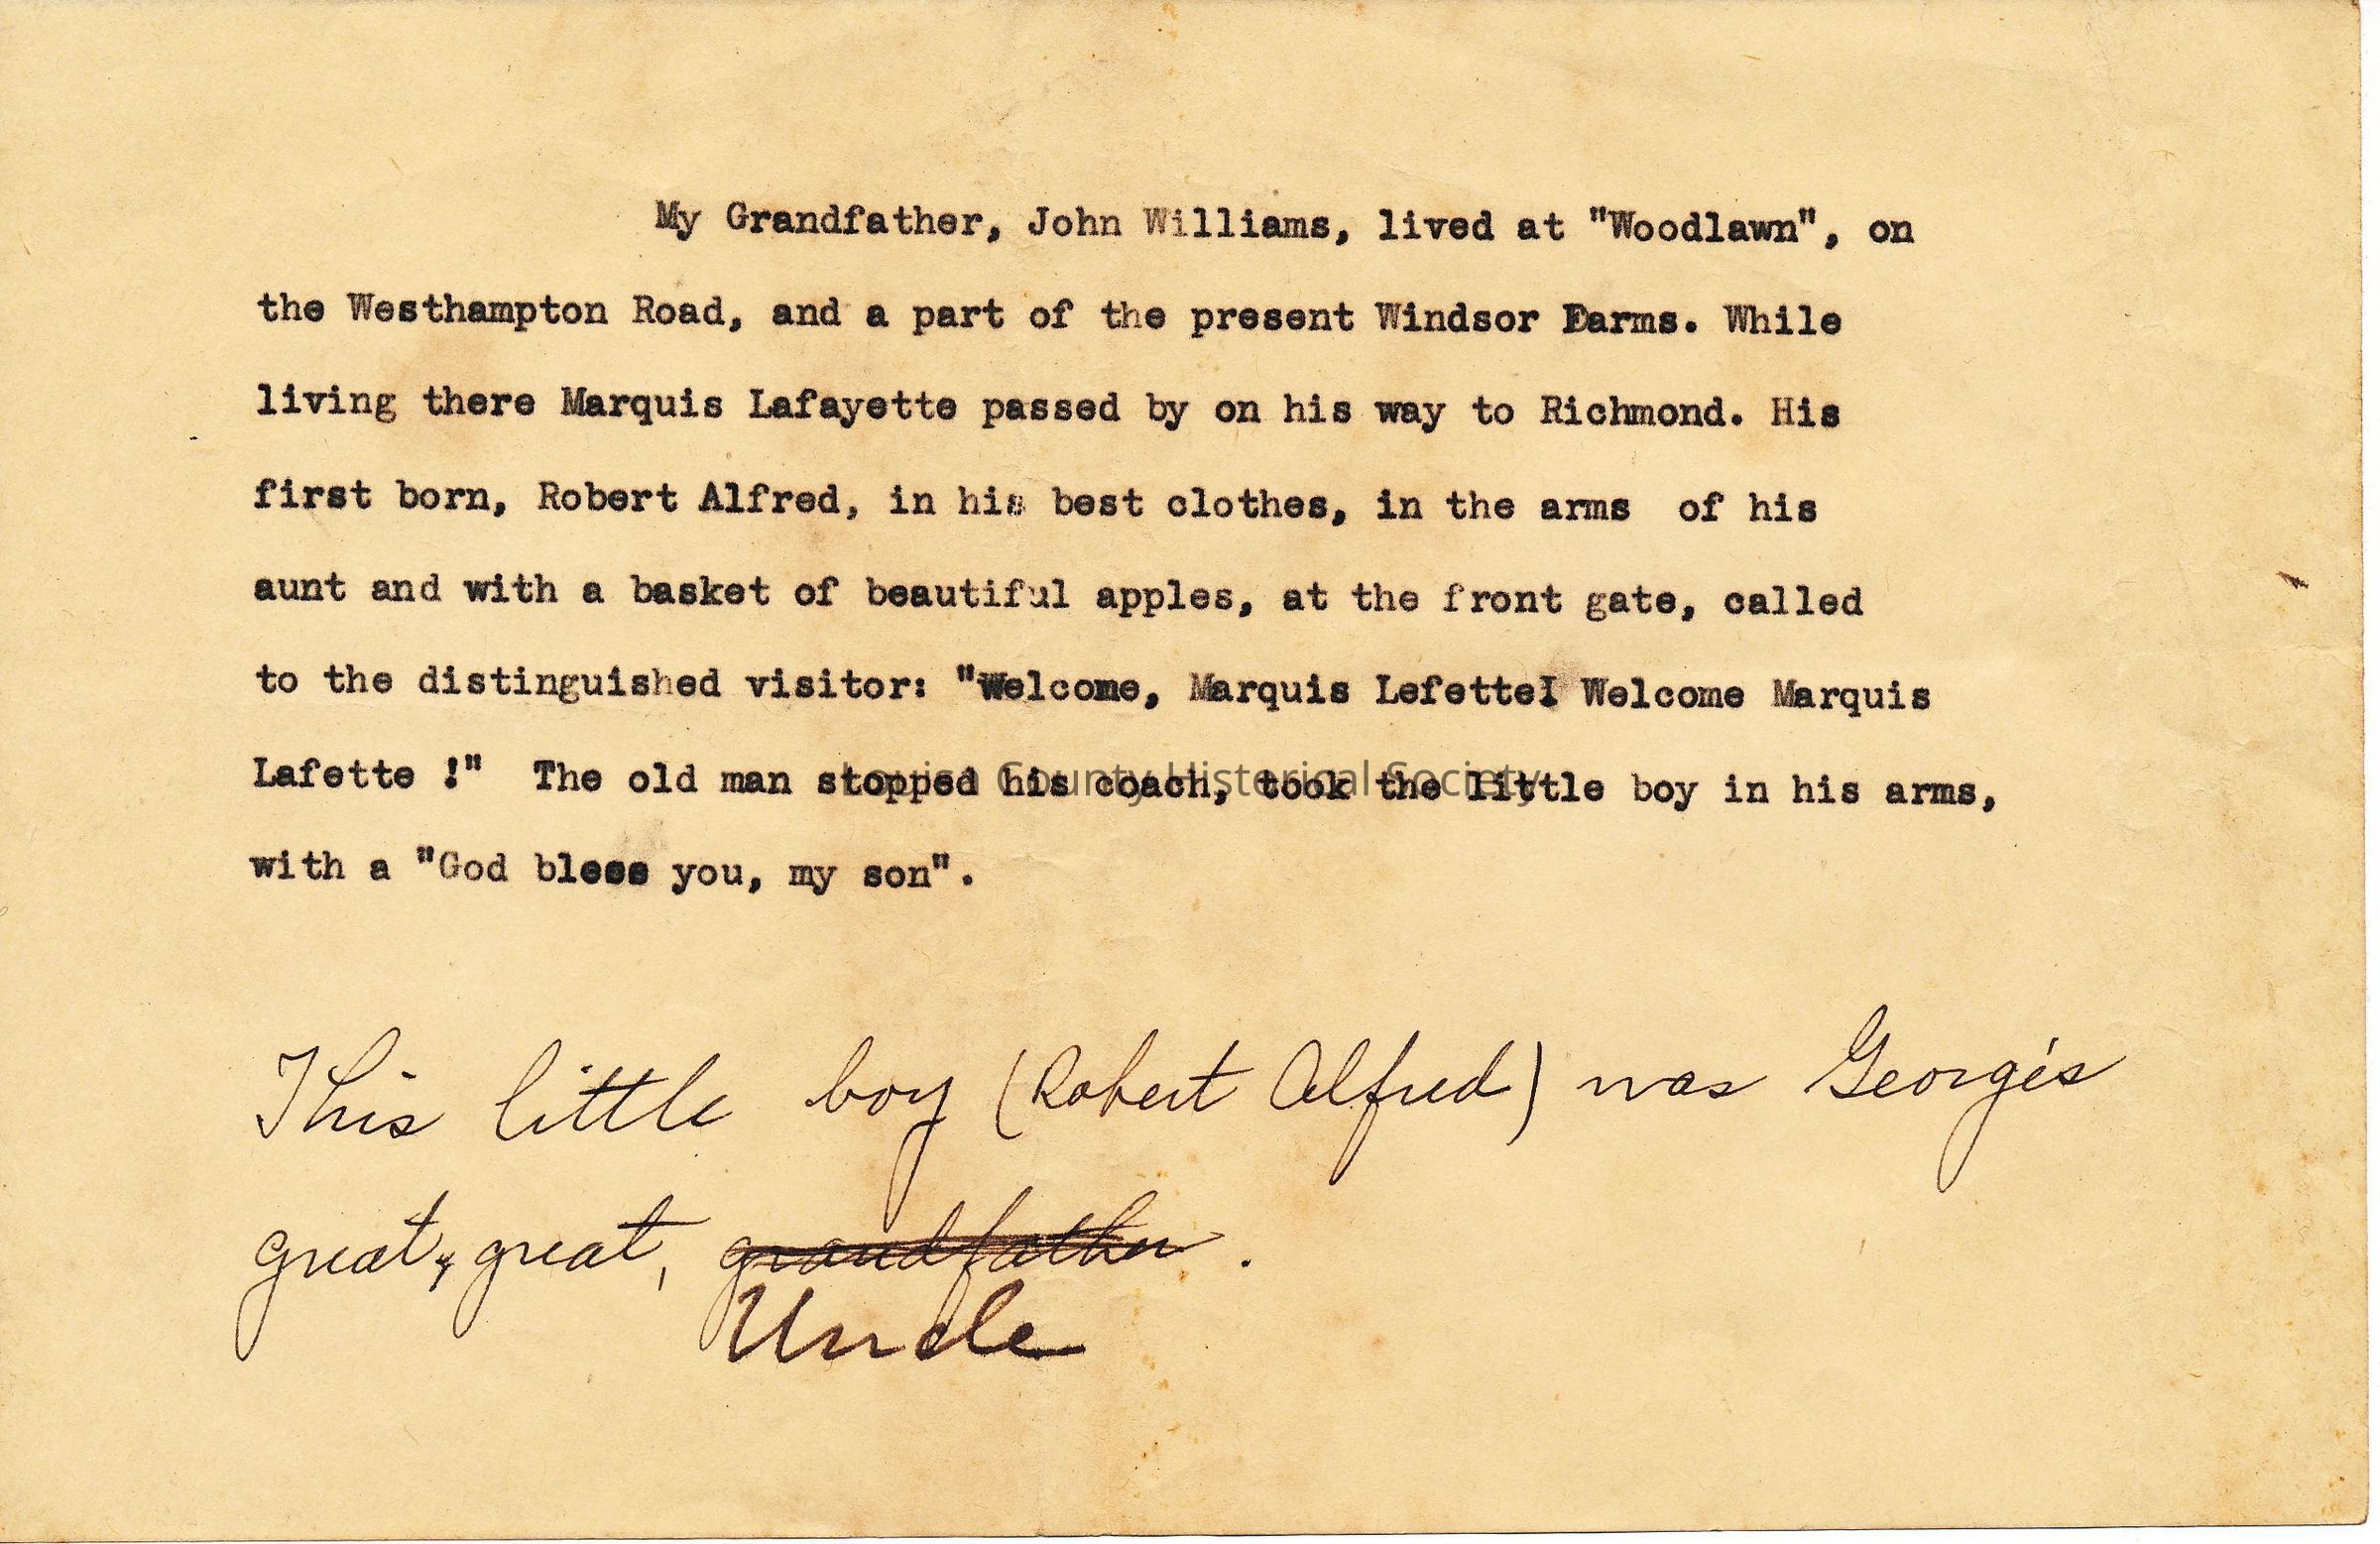 My Grandfather, John Williams, lived at "Woodlawn", on
the Westhampton Road, and a part of the present Windsor Farms. While
living there Marquis Lafayette passed by on his way to Richmond. His
first born, Robert Alfred, in his best clothes, in the arms of his
aunt and with a basket of beautiful apples, at the front gate, called
to the distinguished visitor: "Welcome, Marquis Lefette! Welcome Marquis
Lafette !" The old man stopped his coach, took the little boy in his arms,
Louisa County Historical Society
with a "God bless you, my son".
This little boy (Robert Alfred) was George's
great, great, grandfather.
Uncle